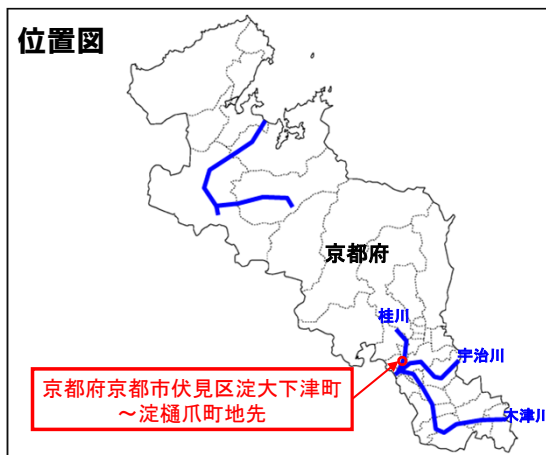 位置図
京都府
桂川
宇治川
京都府京都市伏見区淀大下津町
～淀樋爪町地先
木津川